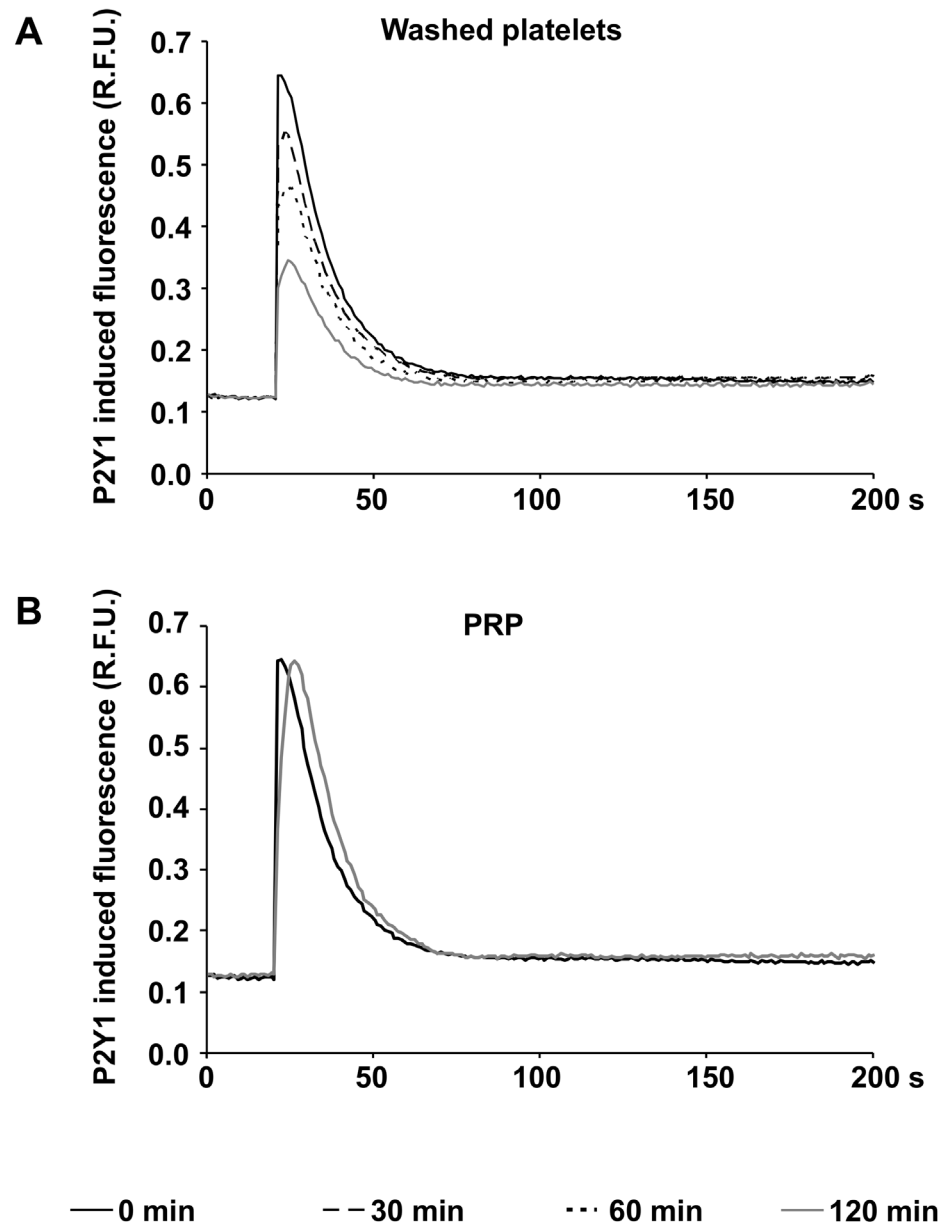 A
Washed platelets
P2Y1 induced fluorescence (R.F.U.)
0.7
0.6
0.5
0.4
0.3
0.2
0.1
0.0
0 50 100 150 200 s
B
PRP
P2Y1 induced fluorescence (R.F.U.)
0.7
0.6
0.5
0.4
0.3
0.2
0.1
0.0
0 50 100 150 200 s
0 min 30 min 60 min 120 min